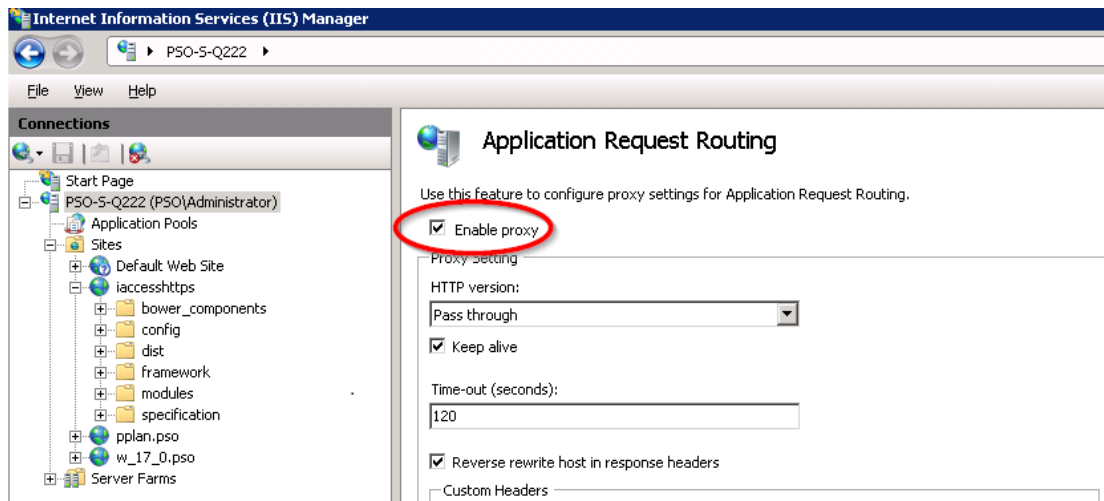 Internet Information Services (IIS) Manager
PSO-S-Q222
File View Help
Connections
Start Page
PSO-S-Q222 (PSO\Administrator)
Application Pools
Sites
Default Web Site
iaccesshttps
bower_components
config
dist
framework
modules
specification
pplan.pso
w_17_0.pso
Server Farms
Application Request Routing
Use this feature to configure proxy settings for Application Request Routing.
Enable proxy
Proxy Setting
HTTP version:
Pass through
Keep alive
Time-out (seconds):
120
Reverse rewrite host in response headers
Custom Headers